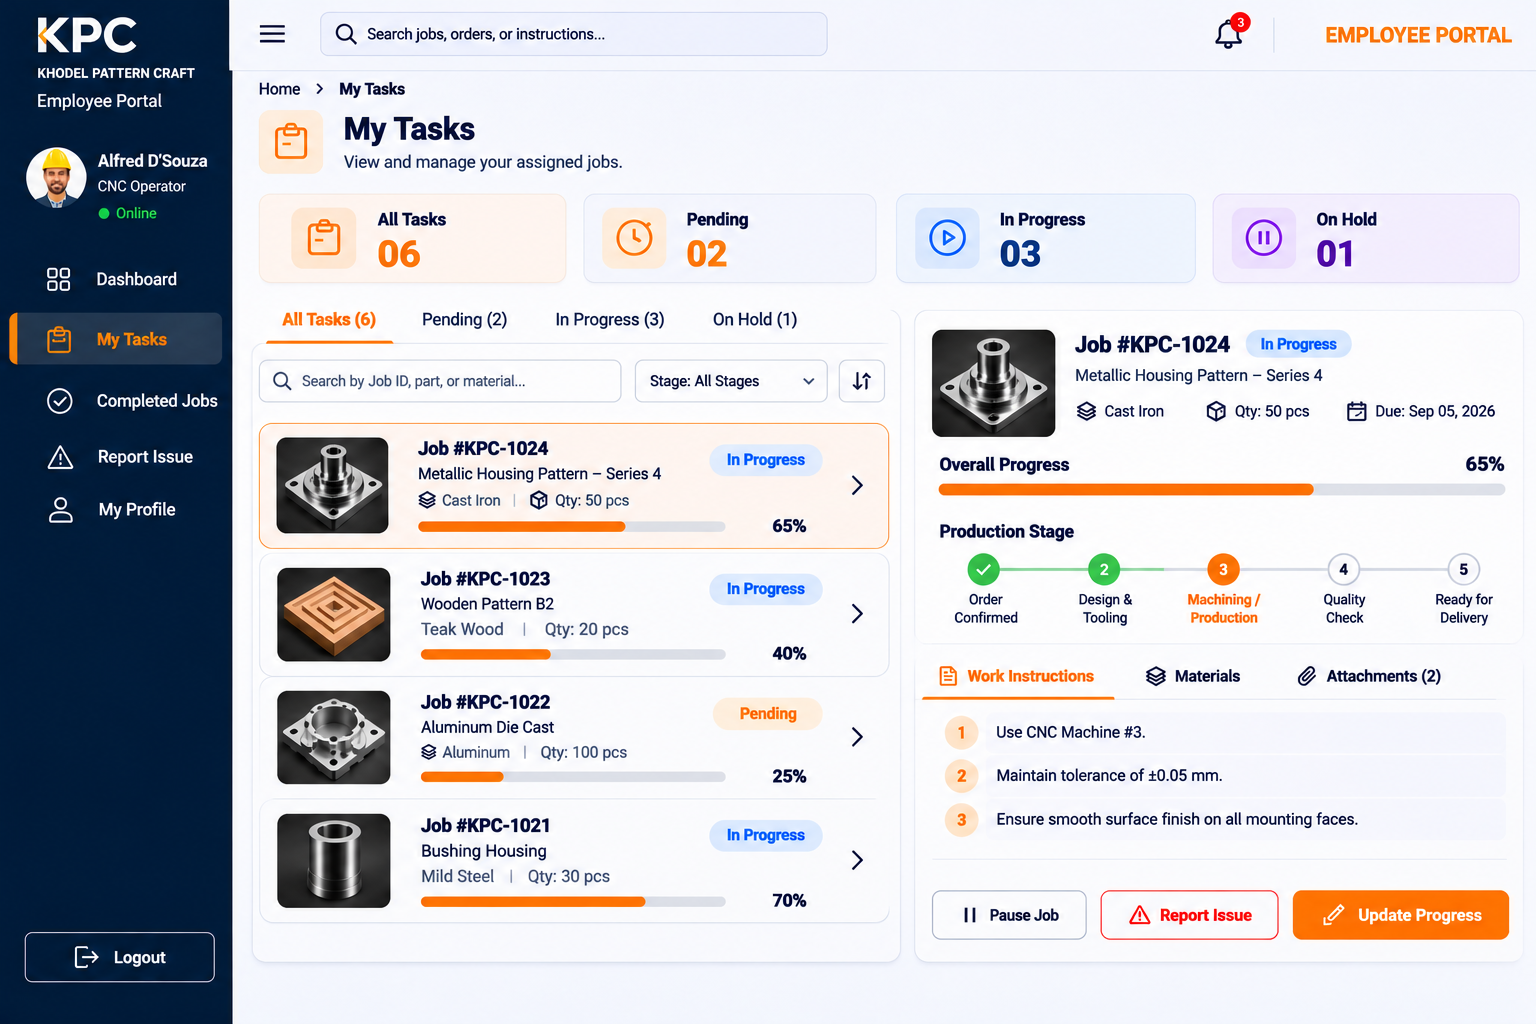 KPC
KHODEL PATTERN CRAFT
Employee Portal
Alfred D'Souza
CNC Operator
Online
Dashboard
My Tasks
Completed Jobs
Report Issue
My Profile
Logout
Search jobs, orders, or instructions...
3
EMPLOYEE PORTAL
Home > My Tasks
My Tasks
View and manage your assigned jobs.
All Tasks
06
Pending
02
In Progress
03
On Hold
01
All Tasks (6)
Pending (2)
In Progress (3)
On Hold (1)
Search by Job ID, part, or material...
Stage: All Stages
Job #KPC-1024
In Progress
Metallic Housing Pattern – Series 4
Cast Iron | Qty: 50 pcs
65%
Job #KPC-1023
In Progress
Wooden Pattern B2
Teak Wood | Qty: 20 pcs
40%
Job #KPC-1022
Pending
Aluminum Die Cast
Aluminum | Qty: 100 pcs
25%
Job #KPC-1021
In Progress
Bushing Housing
Mild Steel | Qty: 30 pcs
70%
Job #KPC-1024
In Progress
Metallic Housing Pattern – Series 4
Cast Iron
Qty: 50 pcs
Due: Sep 05, 2026
Overall Progress
65%
Production Stage
2
3
4
5
Order
Confirmed
Design &
Tooling
Machining /
Production
Quality
Check
Ready for
Delivery
Work Instructions
Materials
Attachments (2)
1 Use CNC Machine #3.
2 Maintain tolerance of ±0.05 mm.
3 Ensure smooth surface finish on all mounting faces.
Pause Job
Report Issue
Update Progress